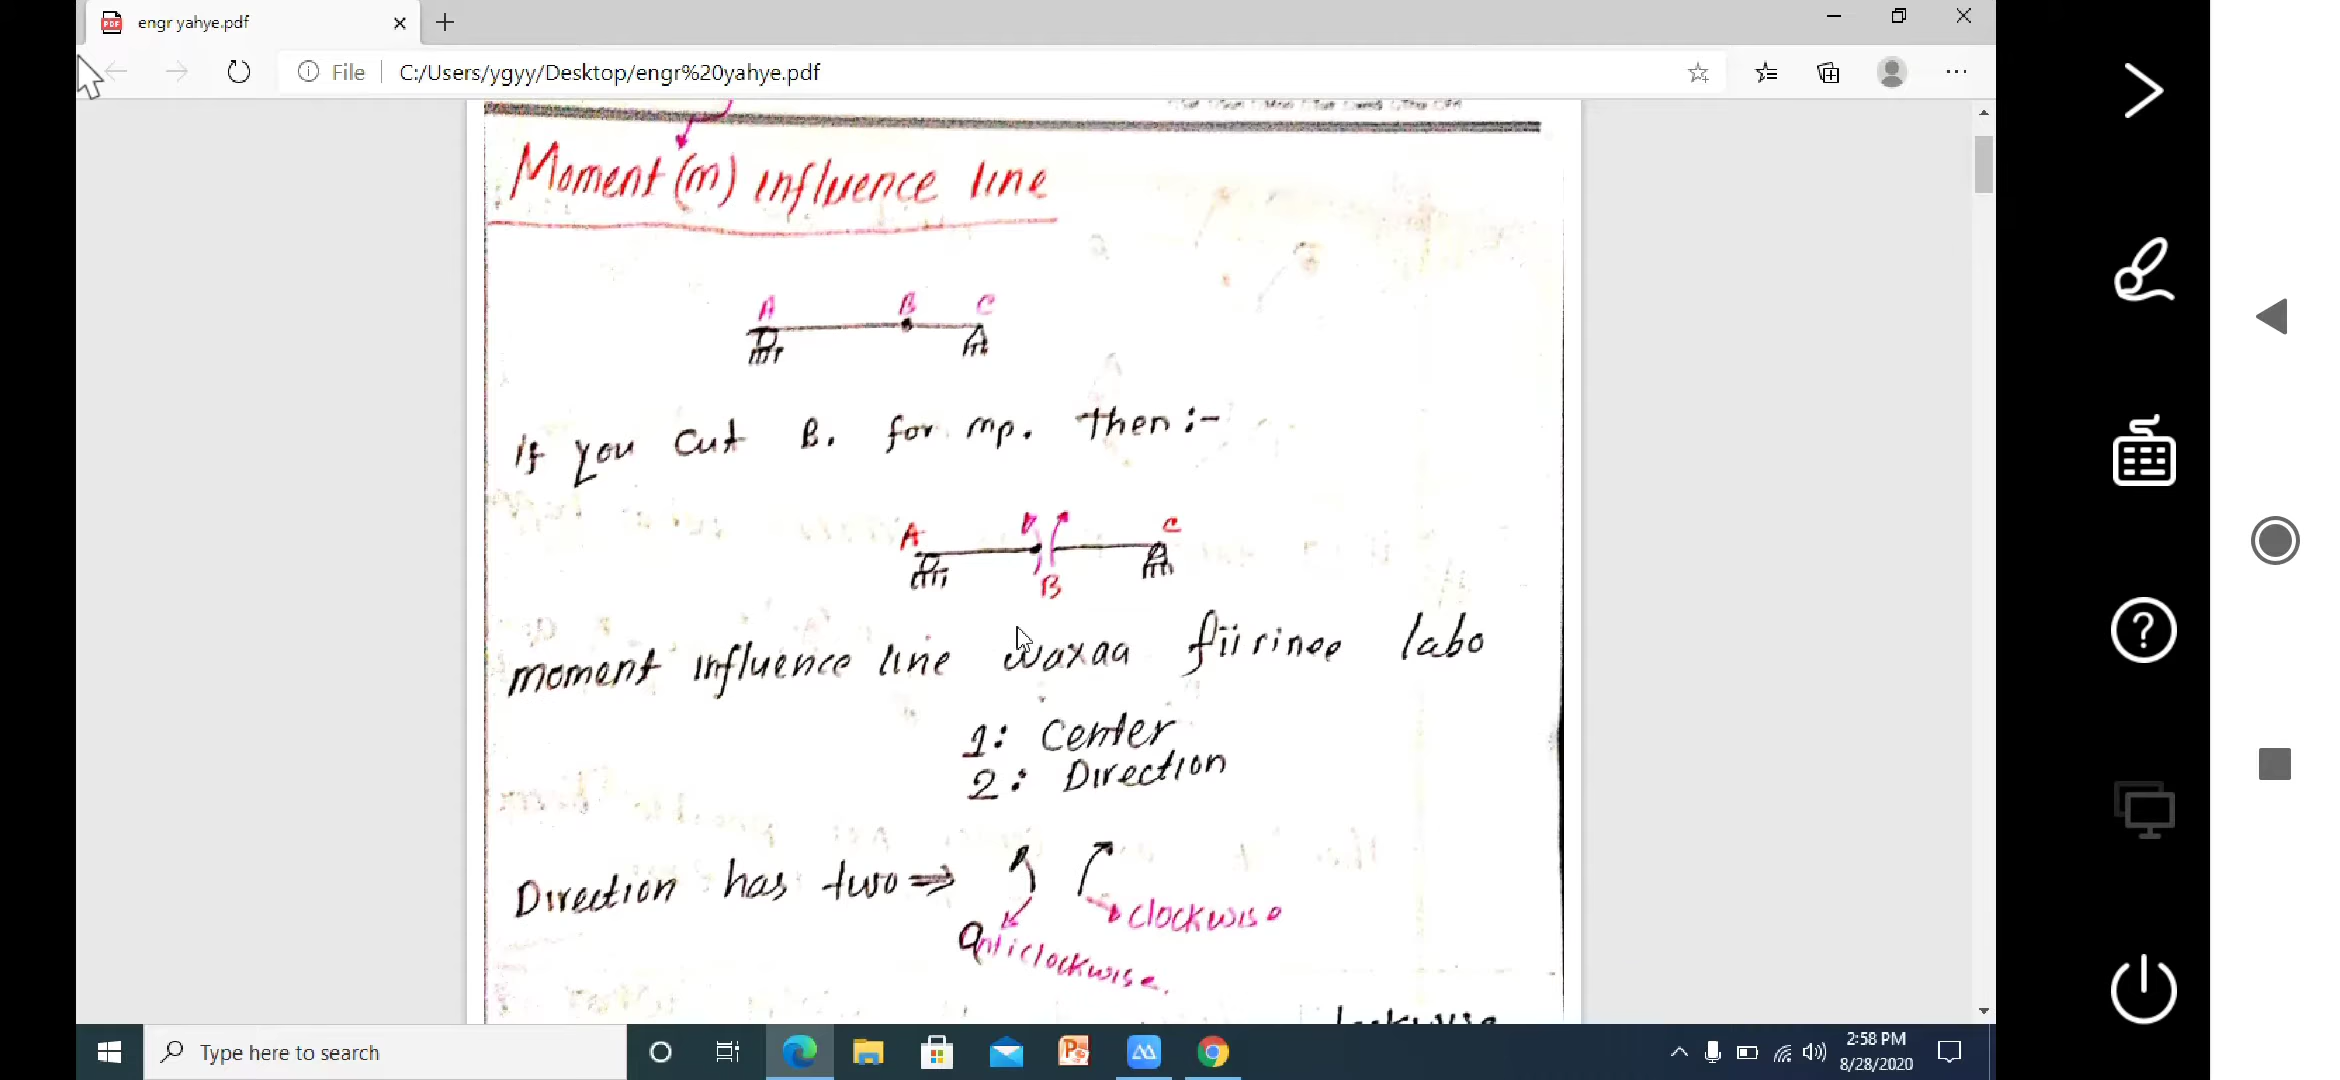 engr yahye.pdf
File
C:/Users/ygyy/Desktop/engr%20yahye.pdf
Moment (m) influence line
A B C
If you cut B. for mp. then :-
A C
B
moment influence line waxaa fiirinee labo
1: Center
2: Direction
Direction has two ⇒
clockwise
anticlockwise.
Type here to search
2:58 PM
8/28/2020